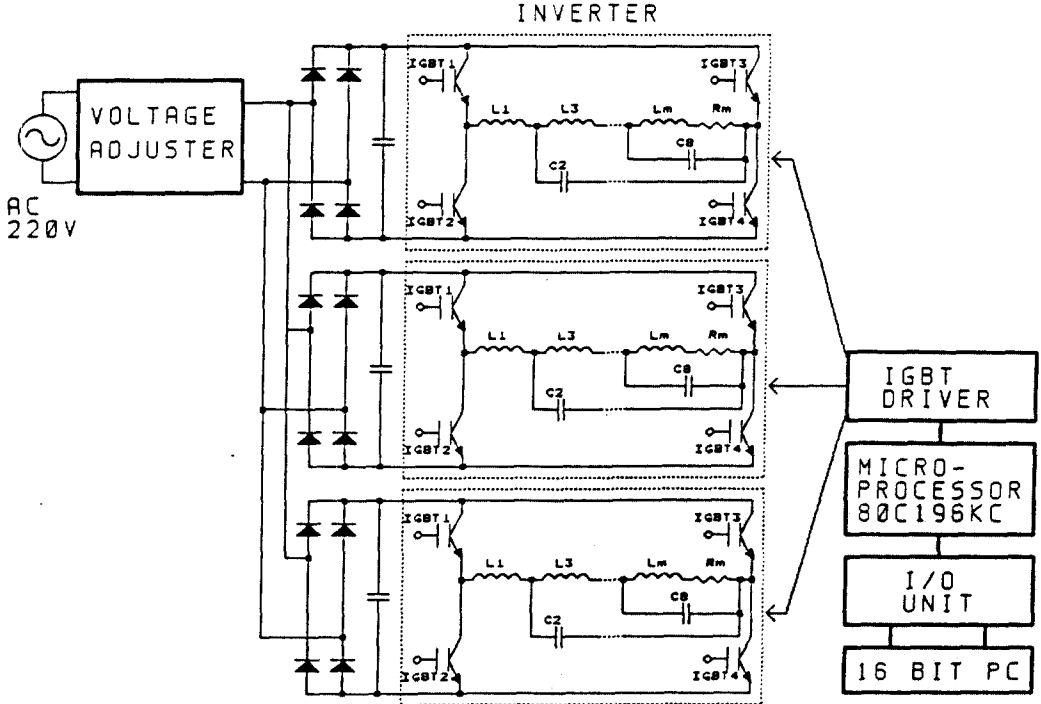 INVERTER
VOLTAGE
ADJUSTER
AC
220V
IGBT1
IGBT3
L1
L3
Lm
Rm
C8
C2
IGBT2
IGBT4
IGBT1
IGBT3
L1
L3
Lm
Rm
C8
C2
IGBT2
IGBT4
IGBT1
IGBT3
L1
L3
Lm
Rm
C8
C2
IGBT2
IGBT4
IGBT
DRIVER
MICRO-
PROCESSOR
80C196KC
I/O
UNIT
16 BIT PC